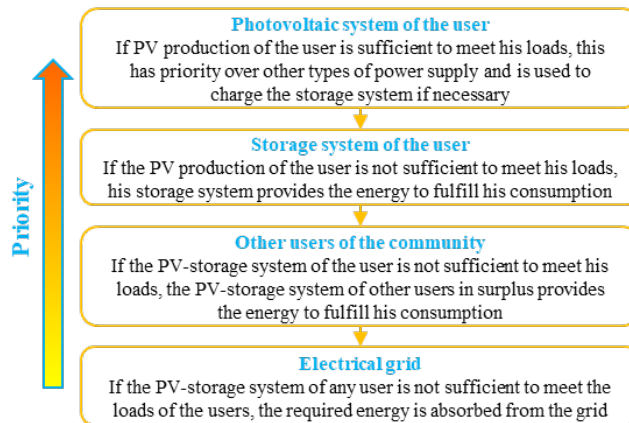 Photovoltaic system of the user
If PV production of the user is sufficient to meet his loads, this
has priority over other types of power supply and is used to
charge the storage system if necessary
Storage system of the user
If the PV production of the user is not sufficient to meet his loads,
his storage system provides the energy to fulfill his consumption
Other users of the community
If the PV-storage system of the user is not sufficient to meet his
loads, the PV-storage system of other users in surplus provides
the energy to fulfill his consumption
Electrical grid
If the PV-storage system of any user is not sufficient to meet the
loads of the users, the required energy is absorbed from the grid
Priority